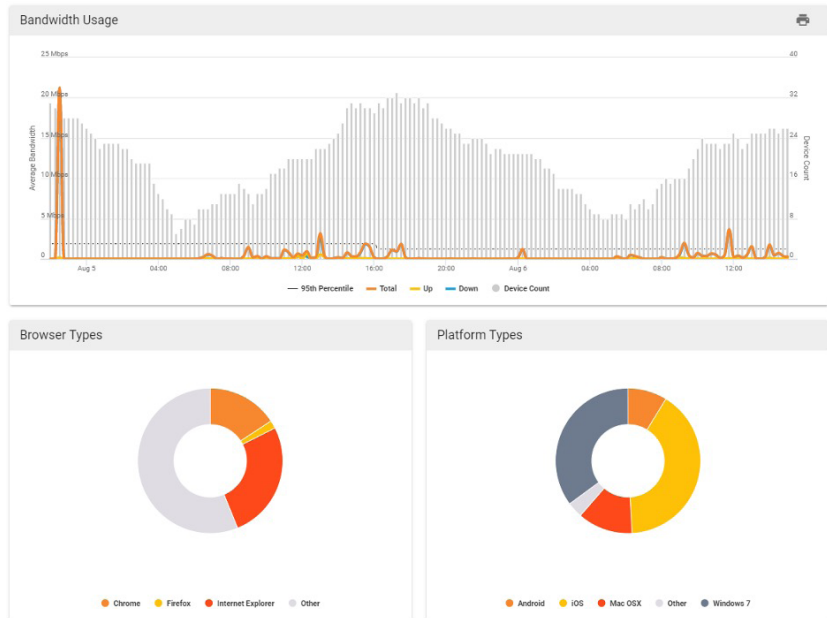 Bandwidth Usage
25 Mbps 40
20 Mbps 32
15 Mbps 24
10 Mbps 16
5 Mbps 8
0 0
Average Bandwidth
Device Count
Aug 5 04:00 08:00 12:00 16:00 20:00 Aug 6 04:00 08:00 12:00
95th Percentile Total Up Down Device Count
Browser Types
Chrome Firefox Internet Explorer Other
Platform Types
Android iOS Mac OSX Other Windows 7